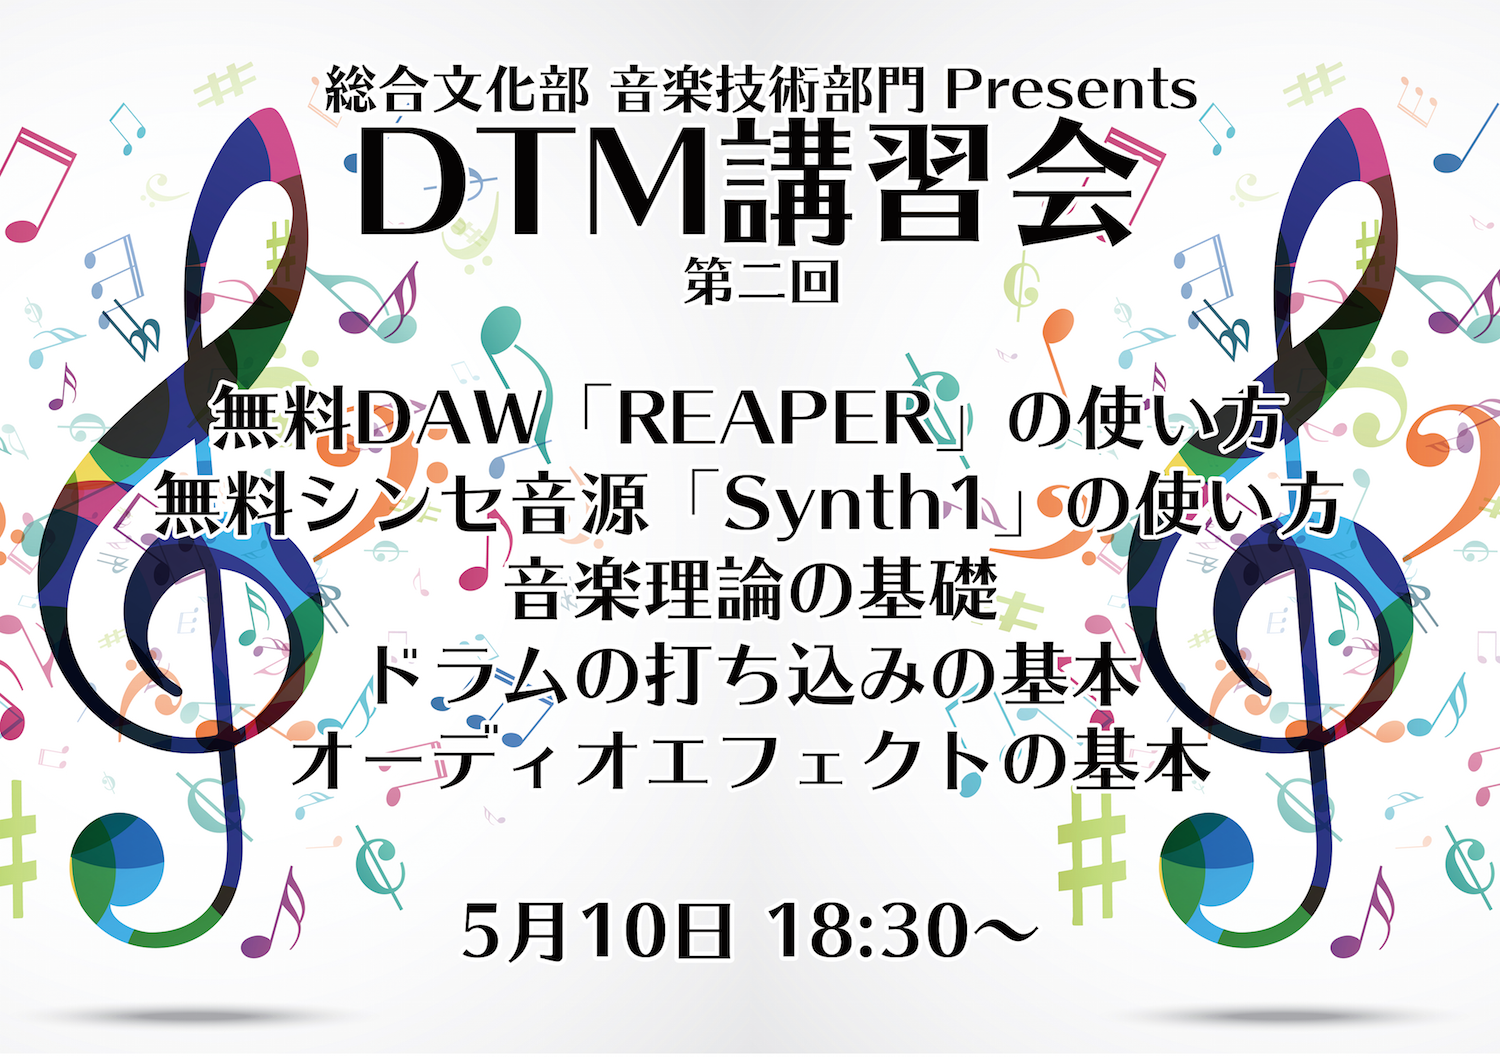 総合文化部 音楽技術部門 Presents
DTM講習会
第二回
無料DAW「REAPER」の使い方
無料シンセ音源「Synth1」の使い方
音楽理論の基礎
ドラムの打ち込みの基本
オーディオエフェクトの基本
5月10日 18:30〜